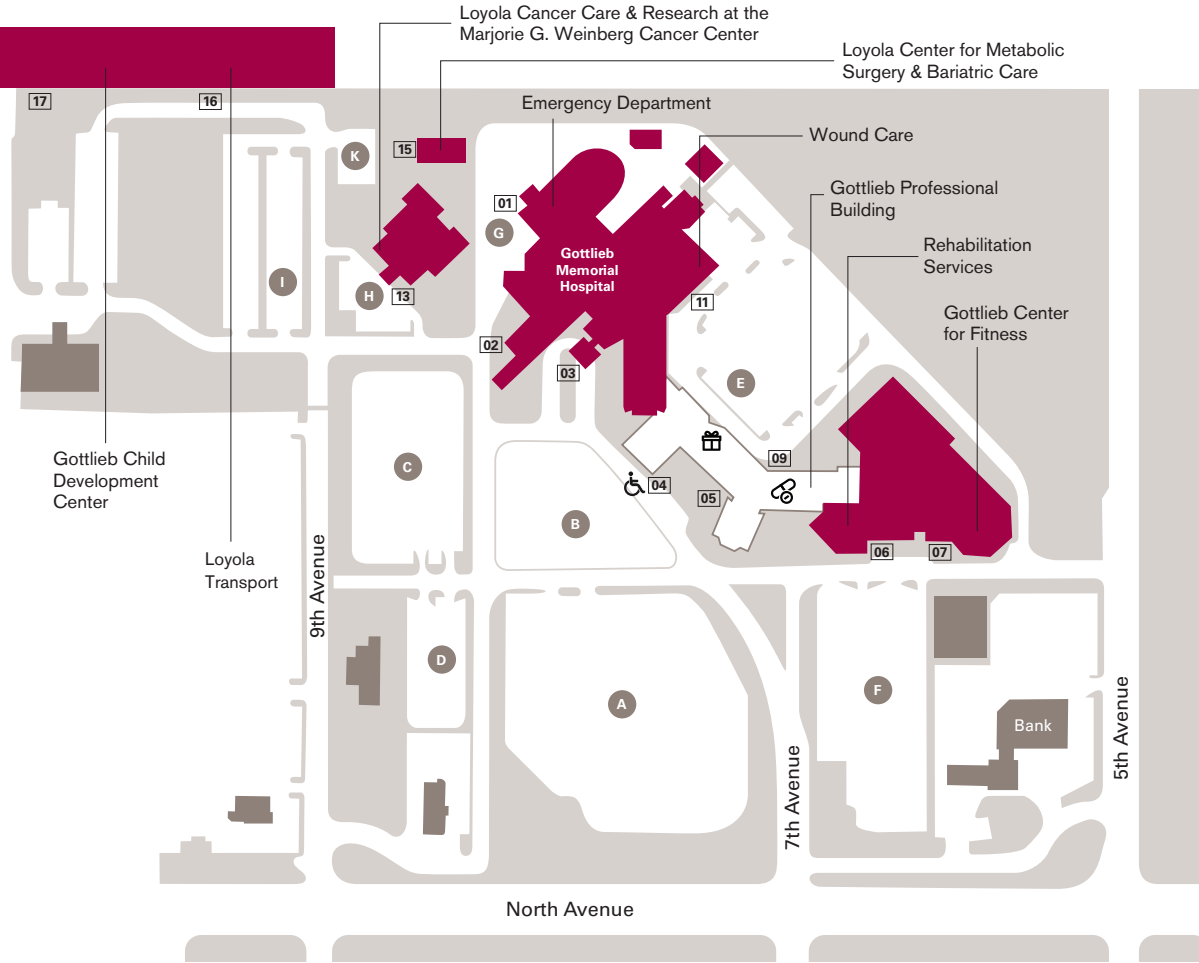 Loyola Cancer Care & Research at the
Marjorie G. Weinberg Cancer Center
Loyola Center for Metabolic
Surgery & Bariatric Care
Emergency Department
Wound Care
17
16
15
K
01
G
Gottlieb Professional
Building
Rehabilitation
Services
Gottlieb
Memorial
Hospital
I
H
13
11
Gottlieb Center
for Fitness
02
03
E
Gottlieb Child
Development
Center
C
09
04
05
B
06
07
Loyola
Transport
9th Avenue
D
A
F
Bank
7th Avenue
5th Avenue
North Avenue